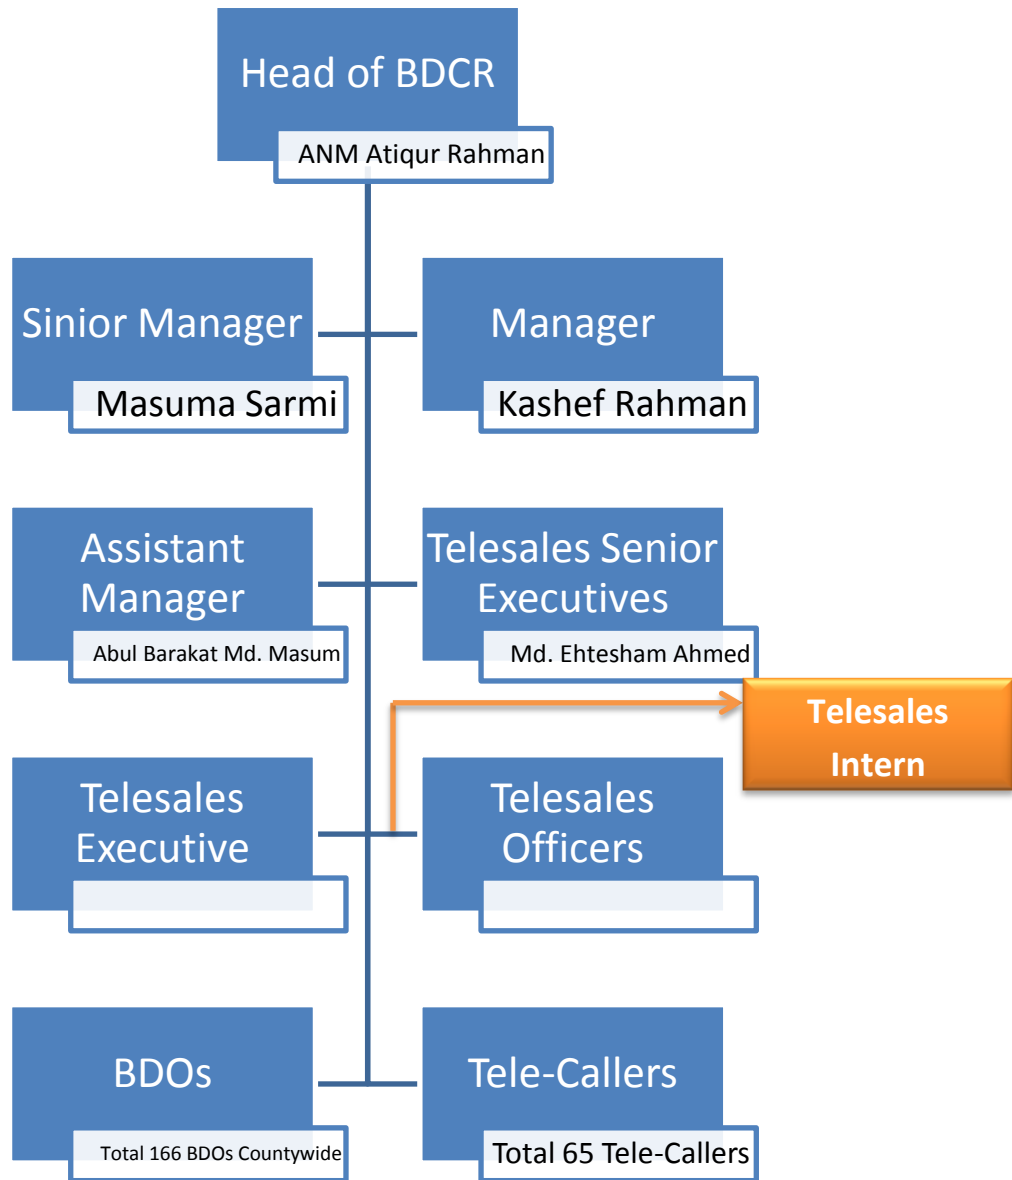 Head of BDCR
ANM Atiqur Rahman
Sinior Manager
Masuma Sarmi
Manager
Kashef Rahman
Assistant
Manager
Abul Barakat Md. Masum
Telesales Senior
Executives
Md. Ehtesham Ahmed
Telesales
Intern
Telesales
Executive
Telesales
Officers
BDOs
Total 166 BDOs Countywide
Tele-Callers
Total 65 Tele-Callers